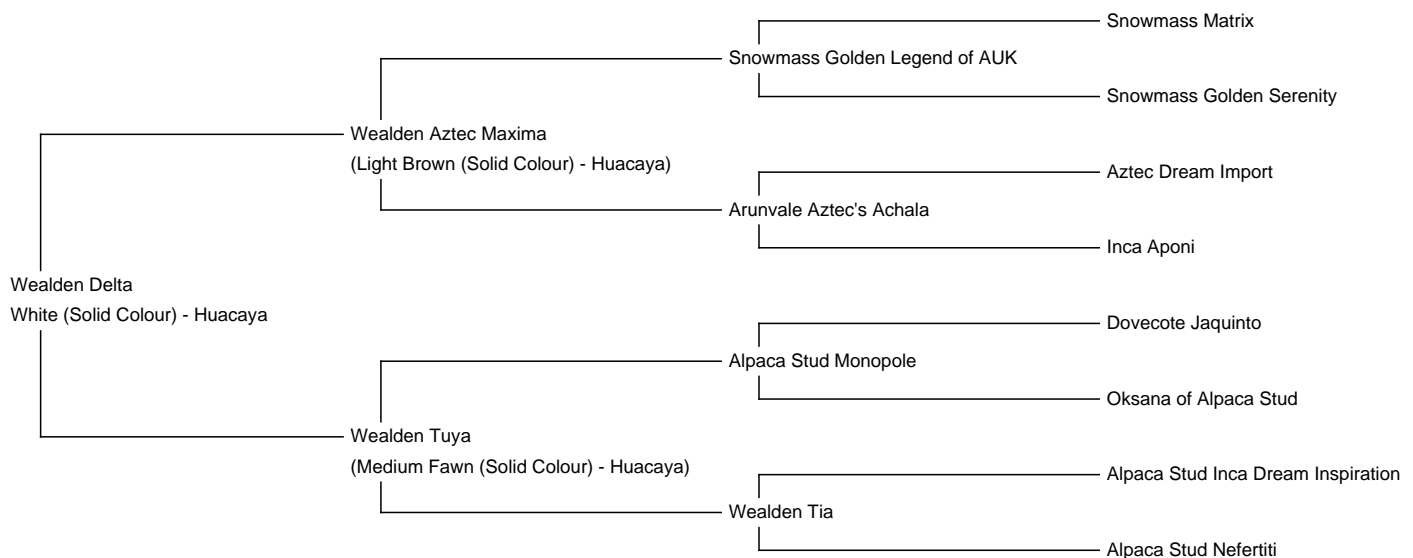 Snowmass Matrix
Snowmass Golden Legend of AUK
Snowmass Golden Serenity
Wealden Aztec Maxima
(Light Brown (Solid Colour) - Huacaya)
Aztec Dream Import
Arunvale Aztec's Achala
Inca Aponi
Wealden Delta
White (Solid Colour) - Huacaya
Dovecote Jaquinto
Alpaca Stud Monopole
Oksana of Alpaca Stud
Wealden Tuya
(Medium Fawn (Solid Colour) - Huacaya)
Alpaca Stud Inca Dream Inspiration
Wealden Tia
Alpaca Stud Nefertiti